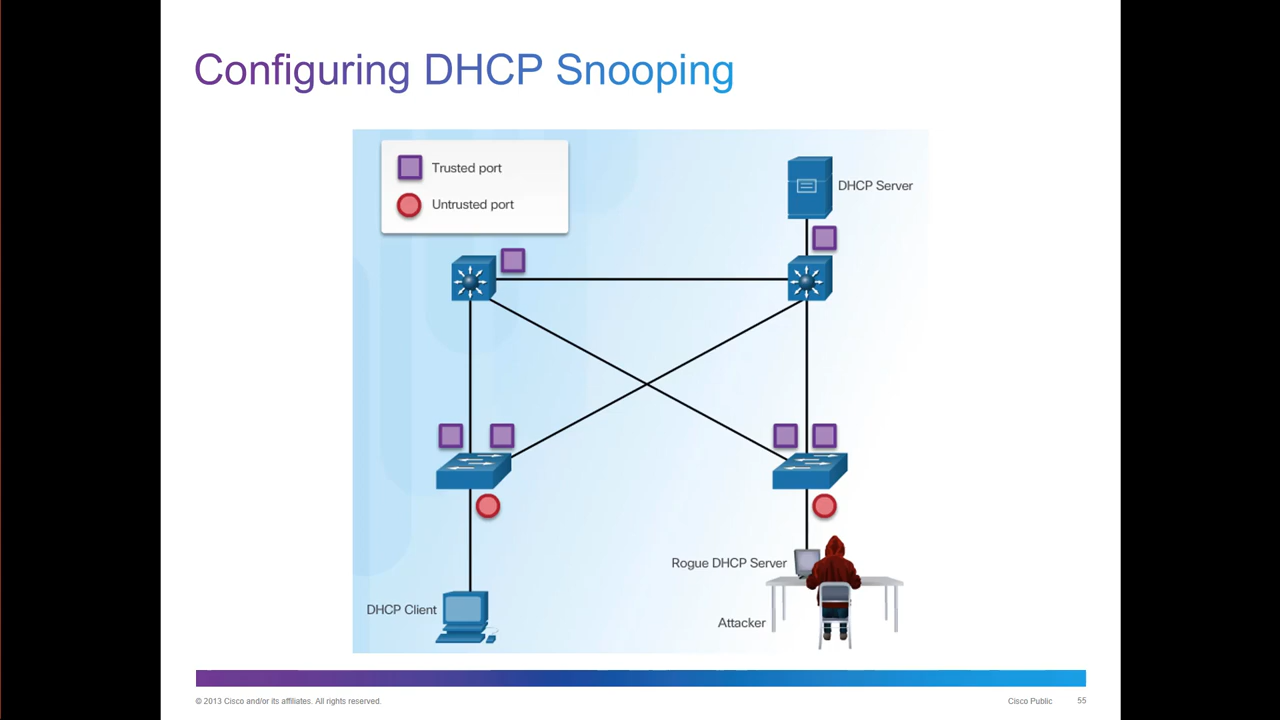 Configuring DHCP Snooping
Trusted port
Untrusted port
DHCP Server
Rogue DHCP Server
DHCP Client
Attacker
© 2013 Cisco and/or its affiliates. All rights reserved.
Cisco Public
55